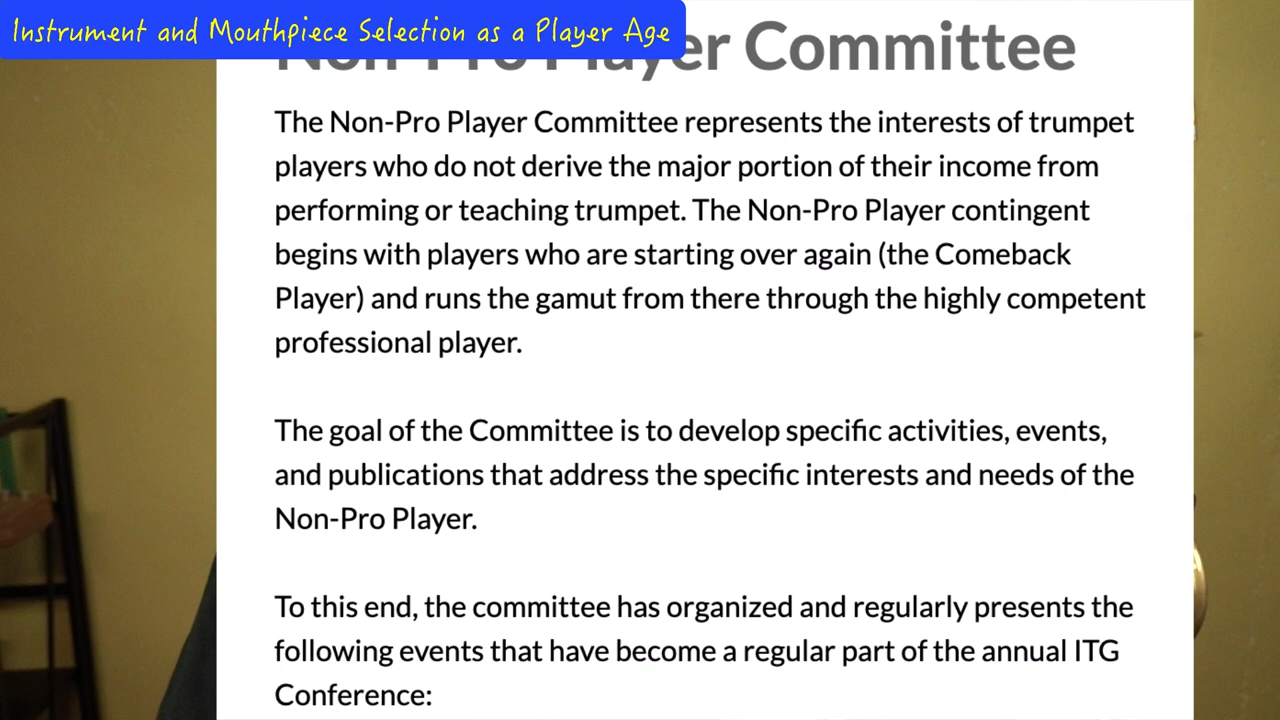 Instrument and Mouthpiece Selection as a Player Age
Non-Pro Player Committee
The Non-Pro Player Committee represents the interests of trumpet
players who do not derive the major portion of their income from
performing or teaching trumpet. The Non-Pro Player contingent
begins with players who are starting over again (the Comeback
Player) and runs the gamut from there through the highly competent
professional player.
The goal of the Committee is to develop specific activities, events,
and publications that address the specific interests and needs of the
Non-Pro Player.
To this end, the committee has organized and regularly presents the
following events that have become a regular part of the annual ITG
Conference: